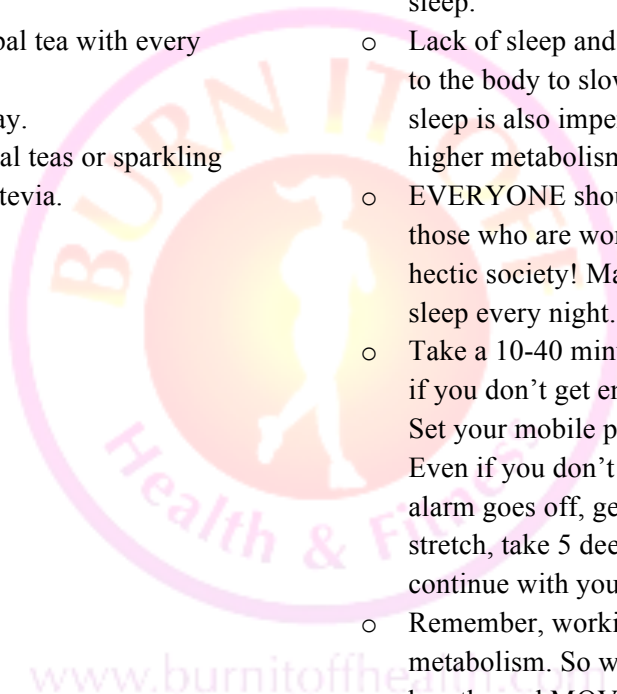 bal tea with every
ay.
al teas or sparkling
tevia.
sleep.
o Lack of sleep and
to the body to slov
sleep is also impe
higher metabolism
o EVERYONE shou
those who are wor
hectic society! Ma
sleep every night.
o Take a 10-40 minu
if you don’t get en
Set your mobile p
Even if you don’t
alarm goes off, ge
stretch, take 5 dee
continue with you
o Remember, worki
metabolism. So w
BURN IT OFF
Health & Fitness
www.burnitoffhealth.com